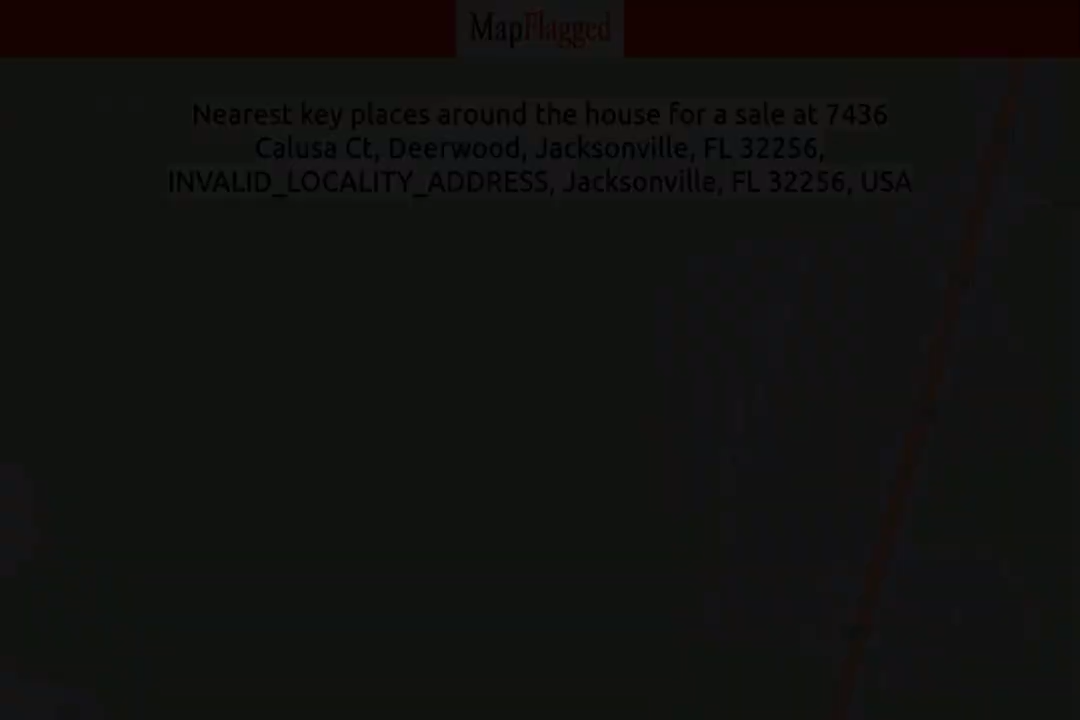 MapFlagged
Nearest key places around the house for a sale at 7436
Calusa Ct, Deerwood, Jacksonville, FL 32256,
INVALID_LOCALITY_ADDRESS, Jacksonville, FL 32256, USA